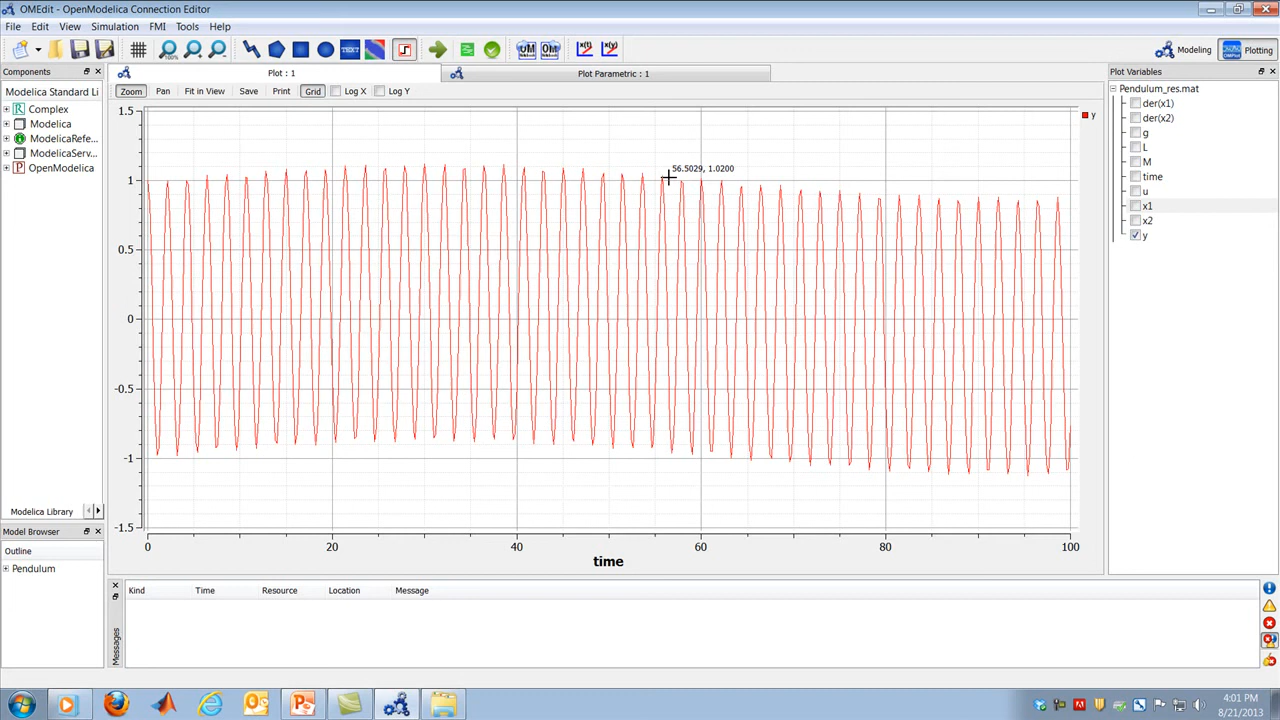 OMEdit - OpenModelica Connection Editor
File Edit View Simulation FMI Tools Help
100% TEXT OM OM x(t) x(y) Modeling Plotting
Components
Modelica Standard Li
Complex
Modelica
ModelicaRefe...
ModelicaServ...
OpenModelica
Modelica Library
Model Browser
Outline
Pendulum
Plot : 1
Plot Parametric : 1
Zoom Pan Fit in View Save Print Grid Log X Log Y
y
1.5
1
0.5
0
-0.5
-1
-1.5
56.5029, 1.0200
0 20 40 60 80 100
time
Plot Variables
Pendulum_res.mat
der(x1)
der(x2)
g
L
M
time
u
x1
x2
y
Messages
Kind Time Resource Location Message
4:01 PM
8/21/2013